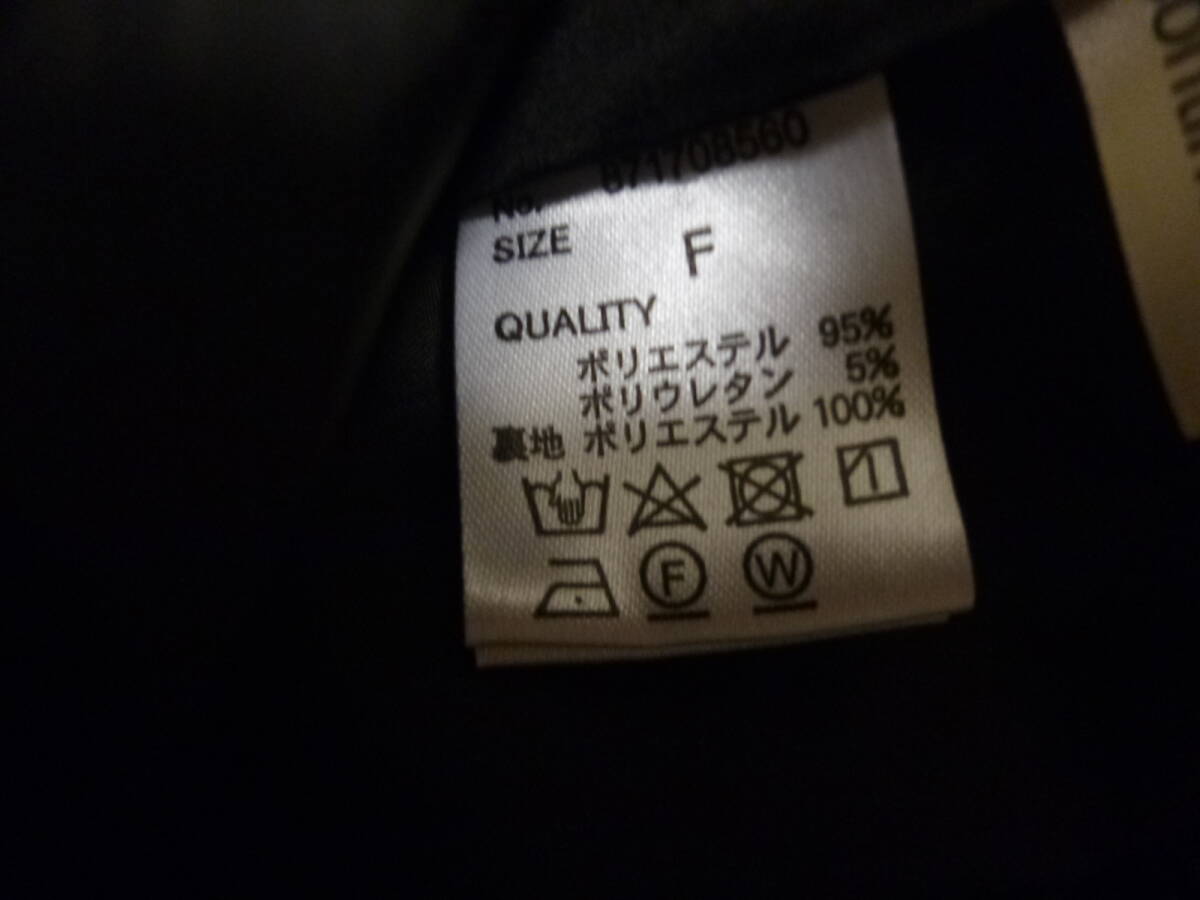 No. 671708560
SIZE F
QUALITY
ポリエステル 95%
ポリウレタン 5%
裏地 ポリエステル 100%
F W